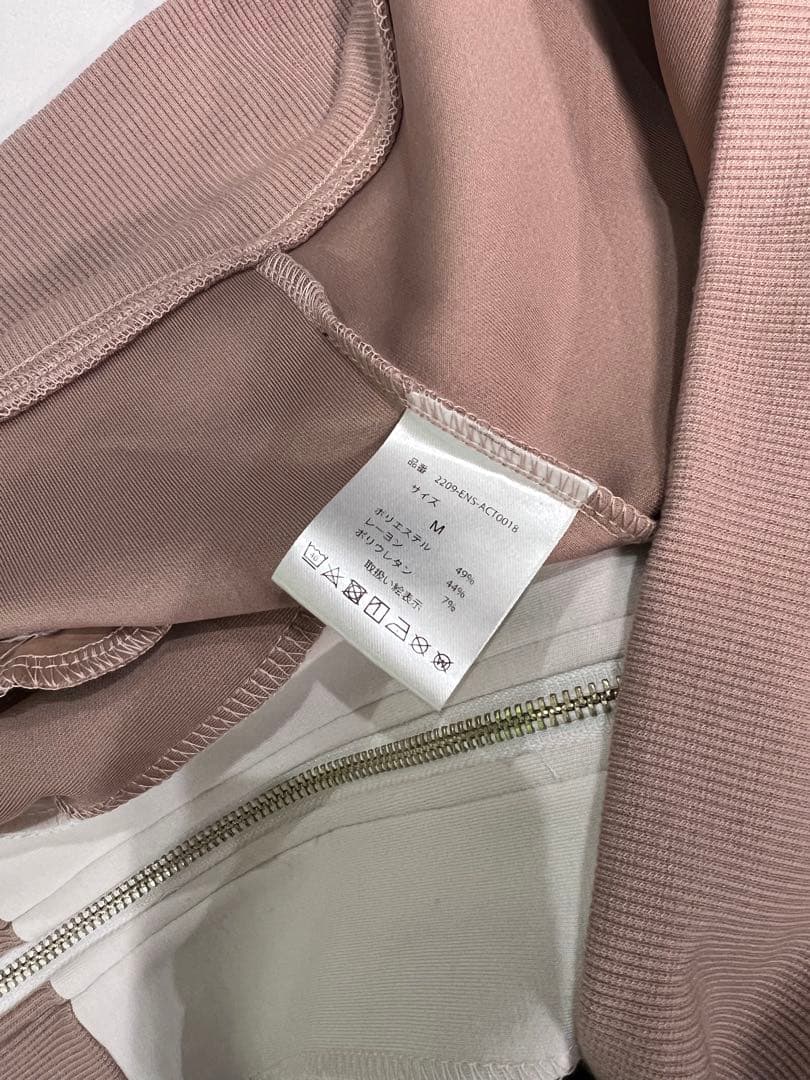 品番 2209-ENS-ACT0018
サイズ M
ポリエステル 49%
レーヨン 44%
ポリウレタン 7%
取扱い絵表示
40
W